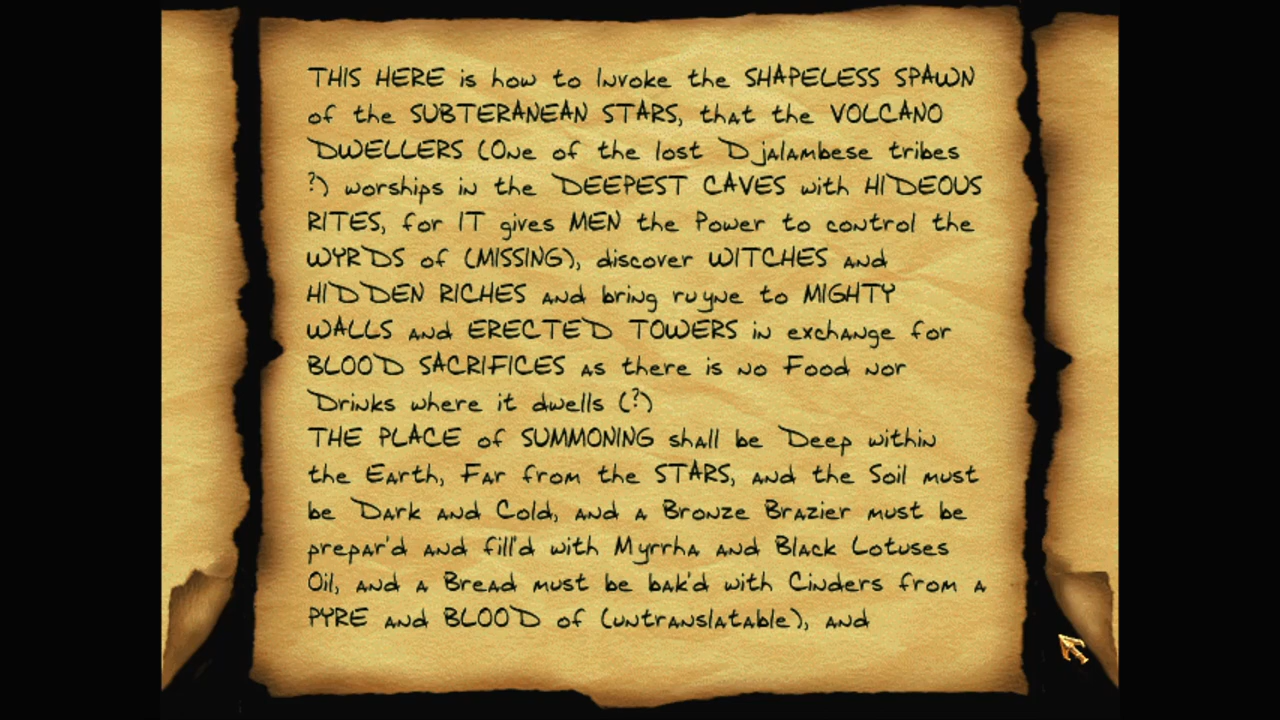 THIS HERE is how to Invoke the SHAPELESS SPAWN
of the SUBTERANEAN STARS, that the VOLCANO
DWELLERS (One of the lost Djalambese tribes
?) worships in the DEEPEST CAVES with HIDEOUS
RITES, for IT gives MEN the Power to control the
WYRDS of (MISSING), discover WITCHES and
HIDDEN RICHES and bring ruyne to MIGHTY
WALLS and ERECTED TOWERS in exchange for
BLOOD SACRIFICES as there is no Food nor
Drinks where it dwells (?)
THE PLACE of SUMMONING shall be Deep within
the Earth, Far from the STARS, and the Soil must
be Dark and Cold, and a Bronze Brazier must be
prepar'd and fill'd with Myrrha and Black Lotuses
Oil, and a Bread must be bak'd with Cinders from a
PYRE and BLOOD of (untranslatable), and